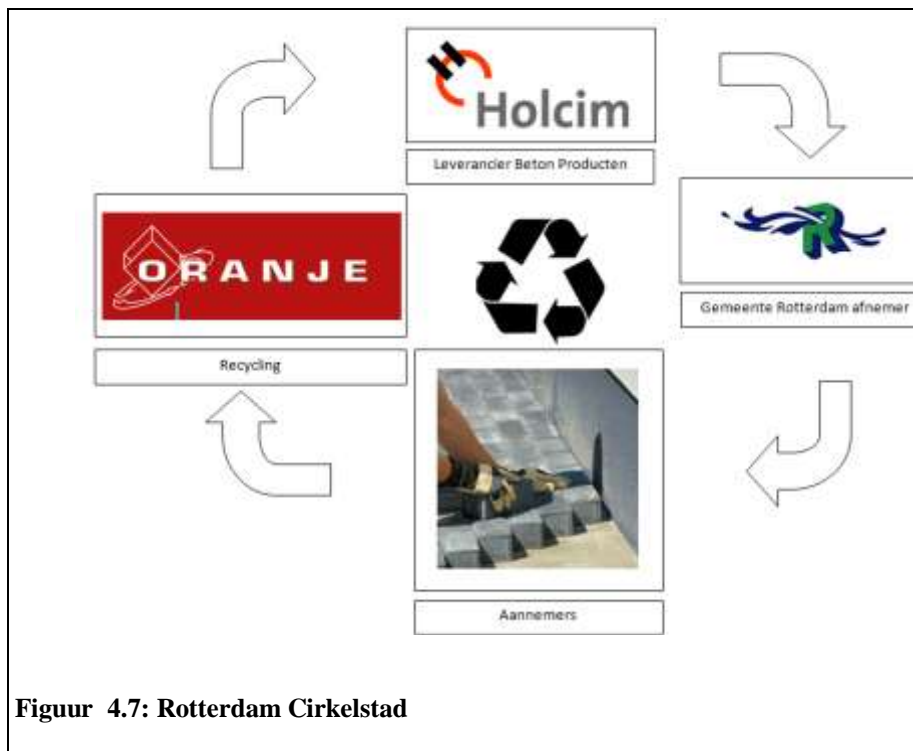 Holcim
Leverancier Beton Producten
ORANJE
R
Gemeente Rotterdam afnemer
Recycling
Aannemers
Figuur 4.7: Rotterdam Cirkelstad